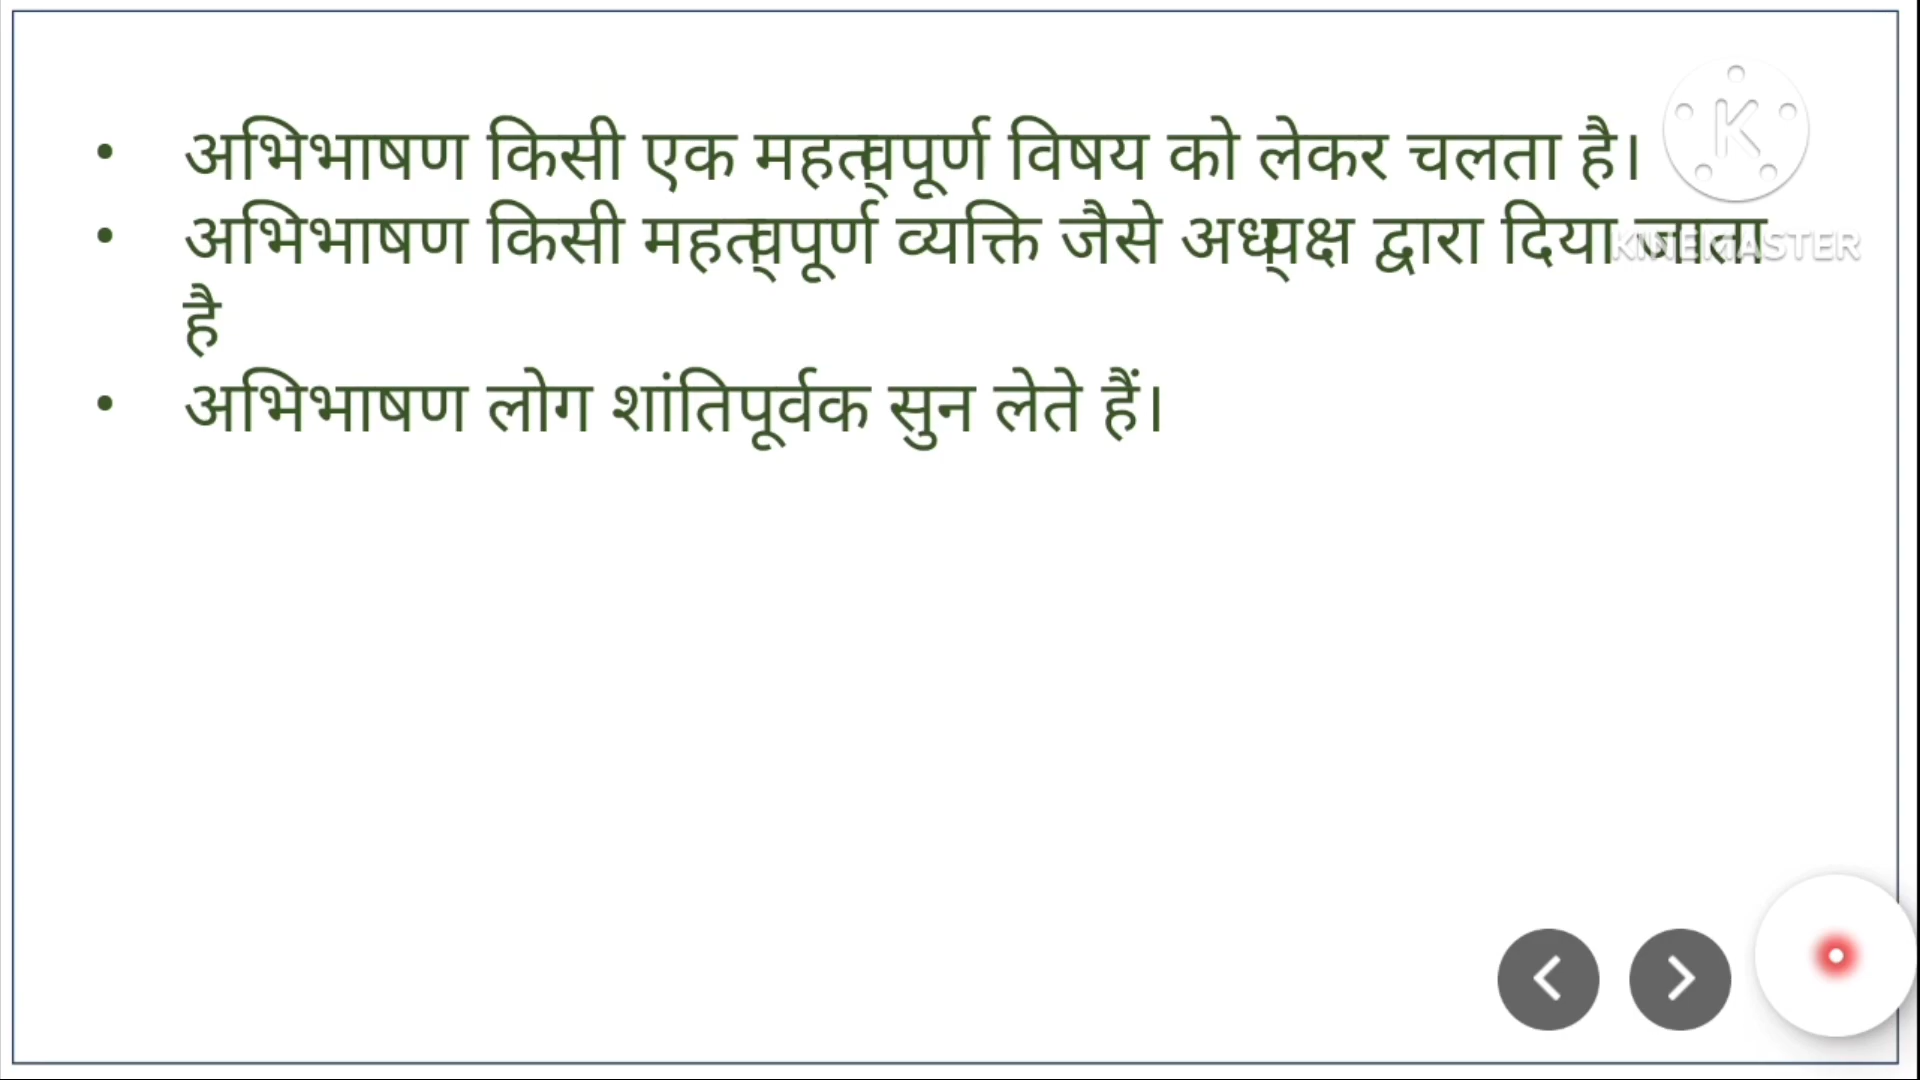 • अभिभाषण किसी एक महत्वपूर्ण विषय को लेकर चलता है।
• अभिभाषण किसी महत्वपूर्ण व्यक्ति जैसे अध्यक्ष द्वारा दिया जाता
है
• अभिभाषण लोग शांतिपूर्वक सुन लेते हैं।
K
KINEMASTER